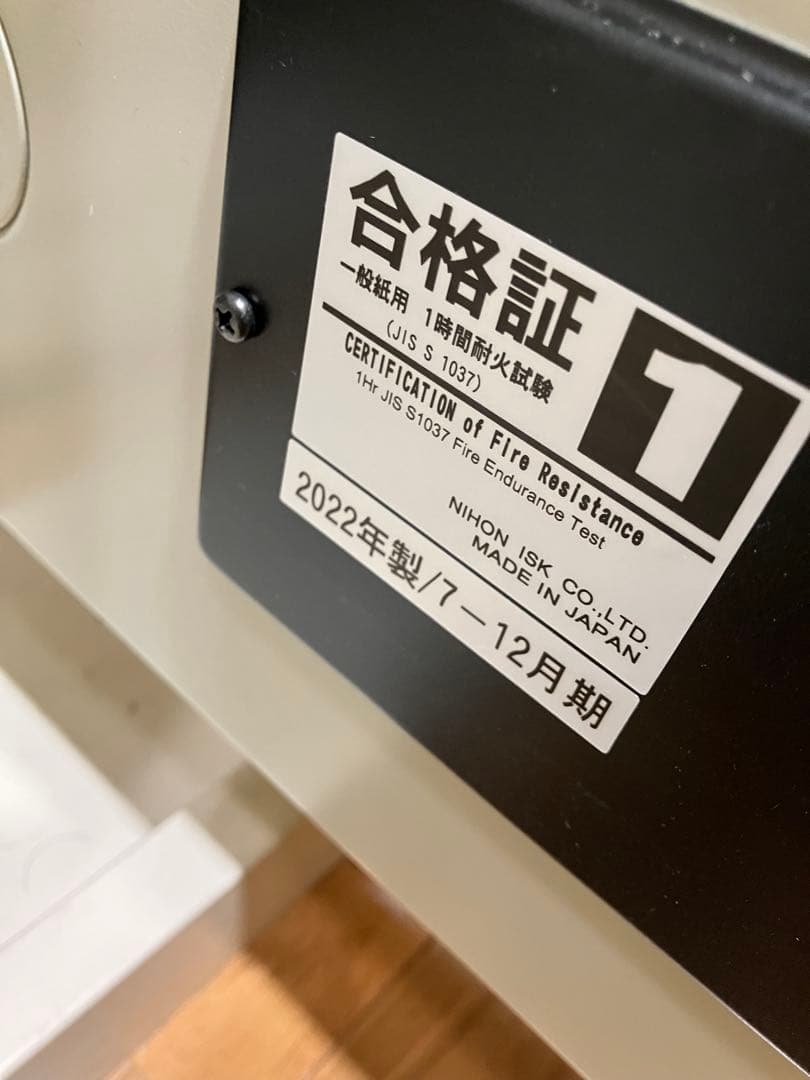 合格証
一般紙用 1時間耐火試験
(JIS S 1037)
1
CERTIFICATION of Fire Resistance
1Hr JIS S1037 Fire Endurance Test
NIHON ISK CO.,LTD.
MADE IN JAPAN
2022年製/7－12月期